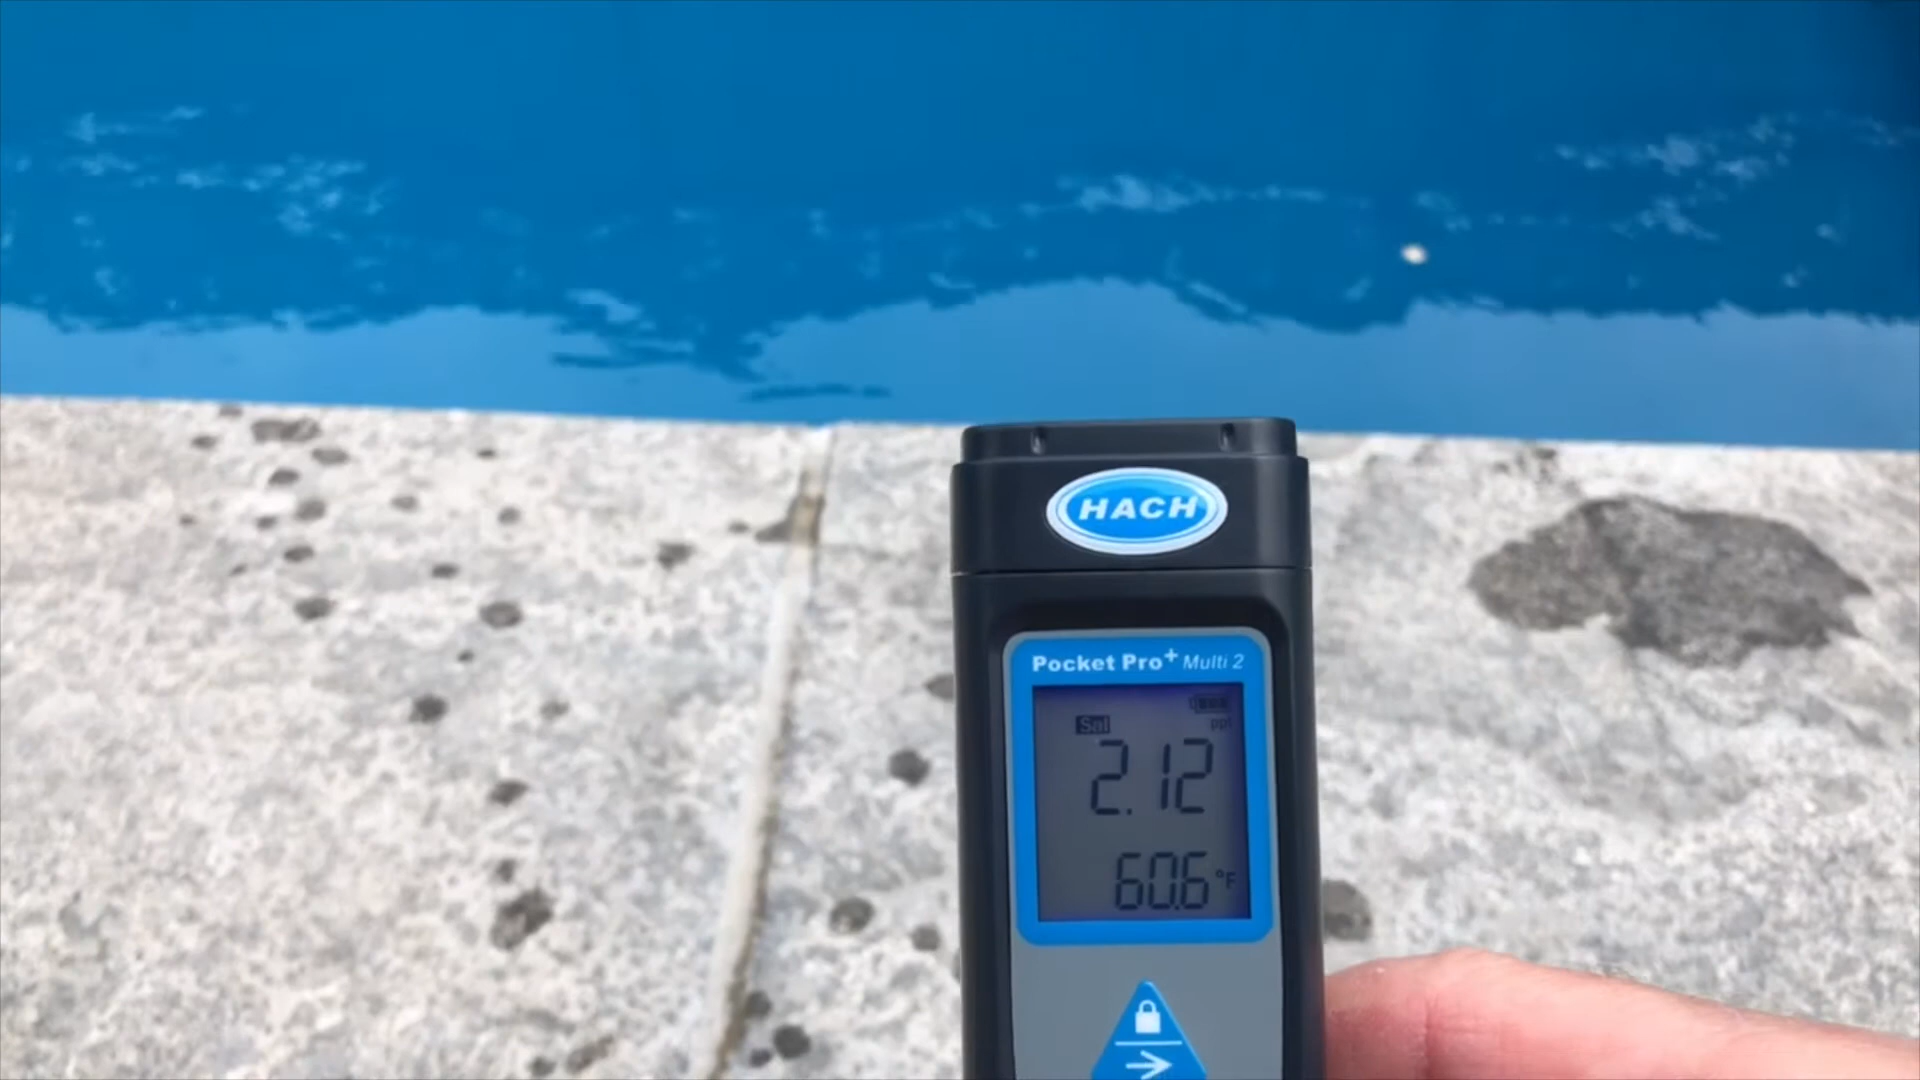 HACH
Pocket Pro+ Multi 2
Sal
ppt
2.12
60.6 °F